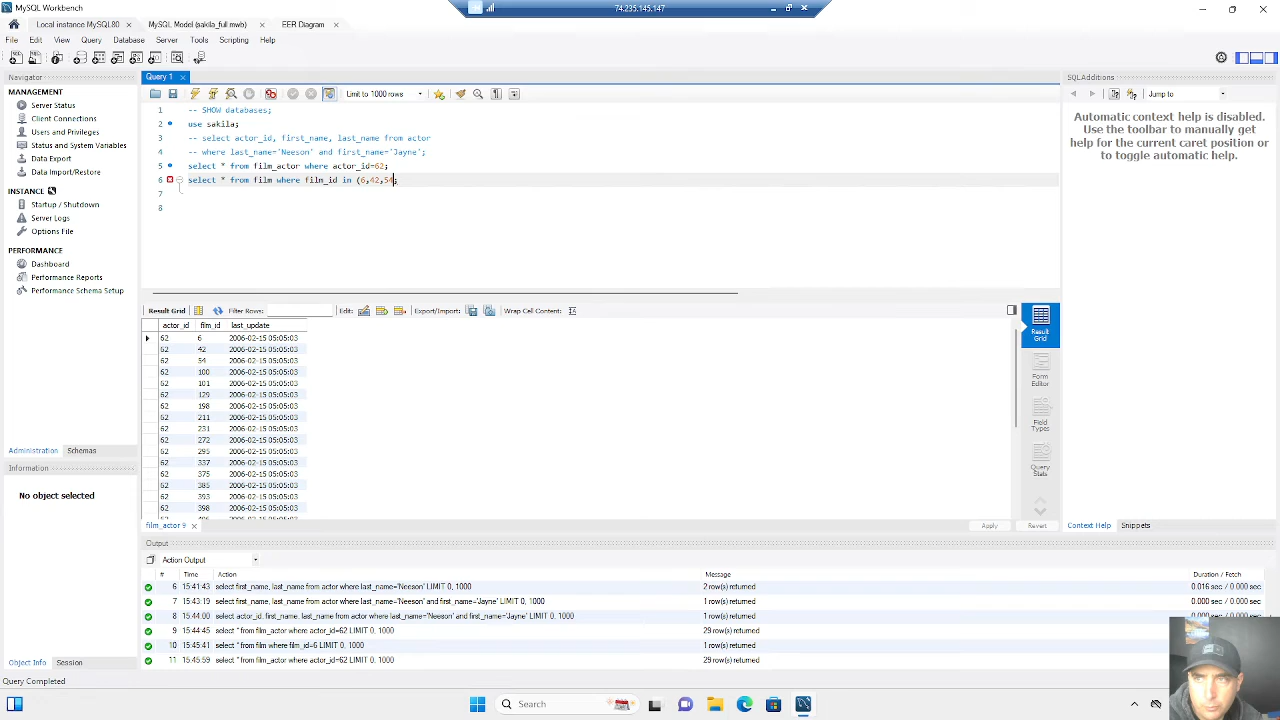 MySQL Workbench
74.235.145.147
Local instance MySQL80
MySQL Model (sakila_full mwb)
EER Diagram
File Edit View Query Database Server Tools Scripting Help
Navigator
Query 1
SQLAdditions
MANAGEMENT
Server Status
Client Connections
Users and Privileges
Status and System Variables
Data Export
Data Import/Restore
INSTANCE
Startup / Shutdown
Server Logs
Options File
PERFORMANCE
Dashboard
Performance Reports
Performance Schema Setup
Administration Schemas
Information
No object selected
Object Info Session
Query Completed
Limit to 1000 rows
1 -- SHOW databases;
2 use sakila;
3 -- select actor_id, first_name, last_name from actor
4 -- where last_name='Neeson' and first_name='Jayne';
5 select * from film_actor where actor_id=62;
6 select * from film where film_id in (6,42,54;
7
8
Jump to
Automatic context help is disabled.
Use the toolbar to manually get
help for the current caret position or
to toggle automatic help.
Result Grid Filter Rows: Edit: Export/Import: Wrap Cell Content:
actor_id film_id last_update
62 6 2006-02-15 05:05:03
62 42 2006-02-15 05:05:03
62 54 2006-02-15 05:05:03
62 100 2006-02-15 05:05:03
62 101 2006-02-15 05:05:03
62 129 2006-02-15 05:05:03
62 198 2006-02-15 05:05:03
62 211 2006-02-15 05:05:03
62 231 2006-02-15 05:05:03
62 272 2006-02-15 05:05:03
62 295 2006-02-15 05:05:03
62 337 2006-02-15 05:05:03
62 375 2006-02-15 05:05:03
62 385 2006-02-15 05:05:03
62 393 2006-02-15 05:05:03
62 398 2006-02-15 05:05:03
Result
Grid
Form
Editor
Field
Types
Query
Stats
film_actor 9
Apply Revert
Context Help Snippets
Output
Action Output
# Time Action Message Duration / Fetch
6 15:41:43 select first_name, last_name from actor where last_name='Neeson' LIMIT 0, 1000 2 row(s) returned 0.016 sec / 0.000 sec
7 15:43:19 select first_name, last_name from actor where last_name='Neeson' and first_name='Jayne' LIMIT 0, 1000 1 row(s) returned 0.000 sec / 0.000 sec
8 15:44:00 select actor_id, first_name, last_name from actor where last_name='Neeson' and first_name='Jayne' LIMIT 0, 1000 1 row(s) returned
9 15:44:45 select * from film_actor where actor_id=62 LIMIT 0, 1000 29 row(s) returned
10 15:45:41 select * from film where film_id=6 LIMIT 0, 1000 1 row(s) returned
11 15:45:59 select * from film_actor where actor_id=62 LIMIT 0, 1000 29 row(s) returned
Search